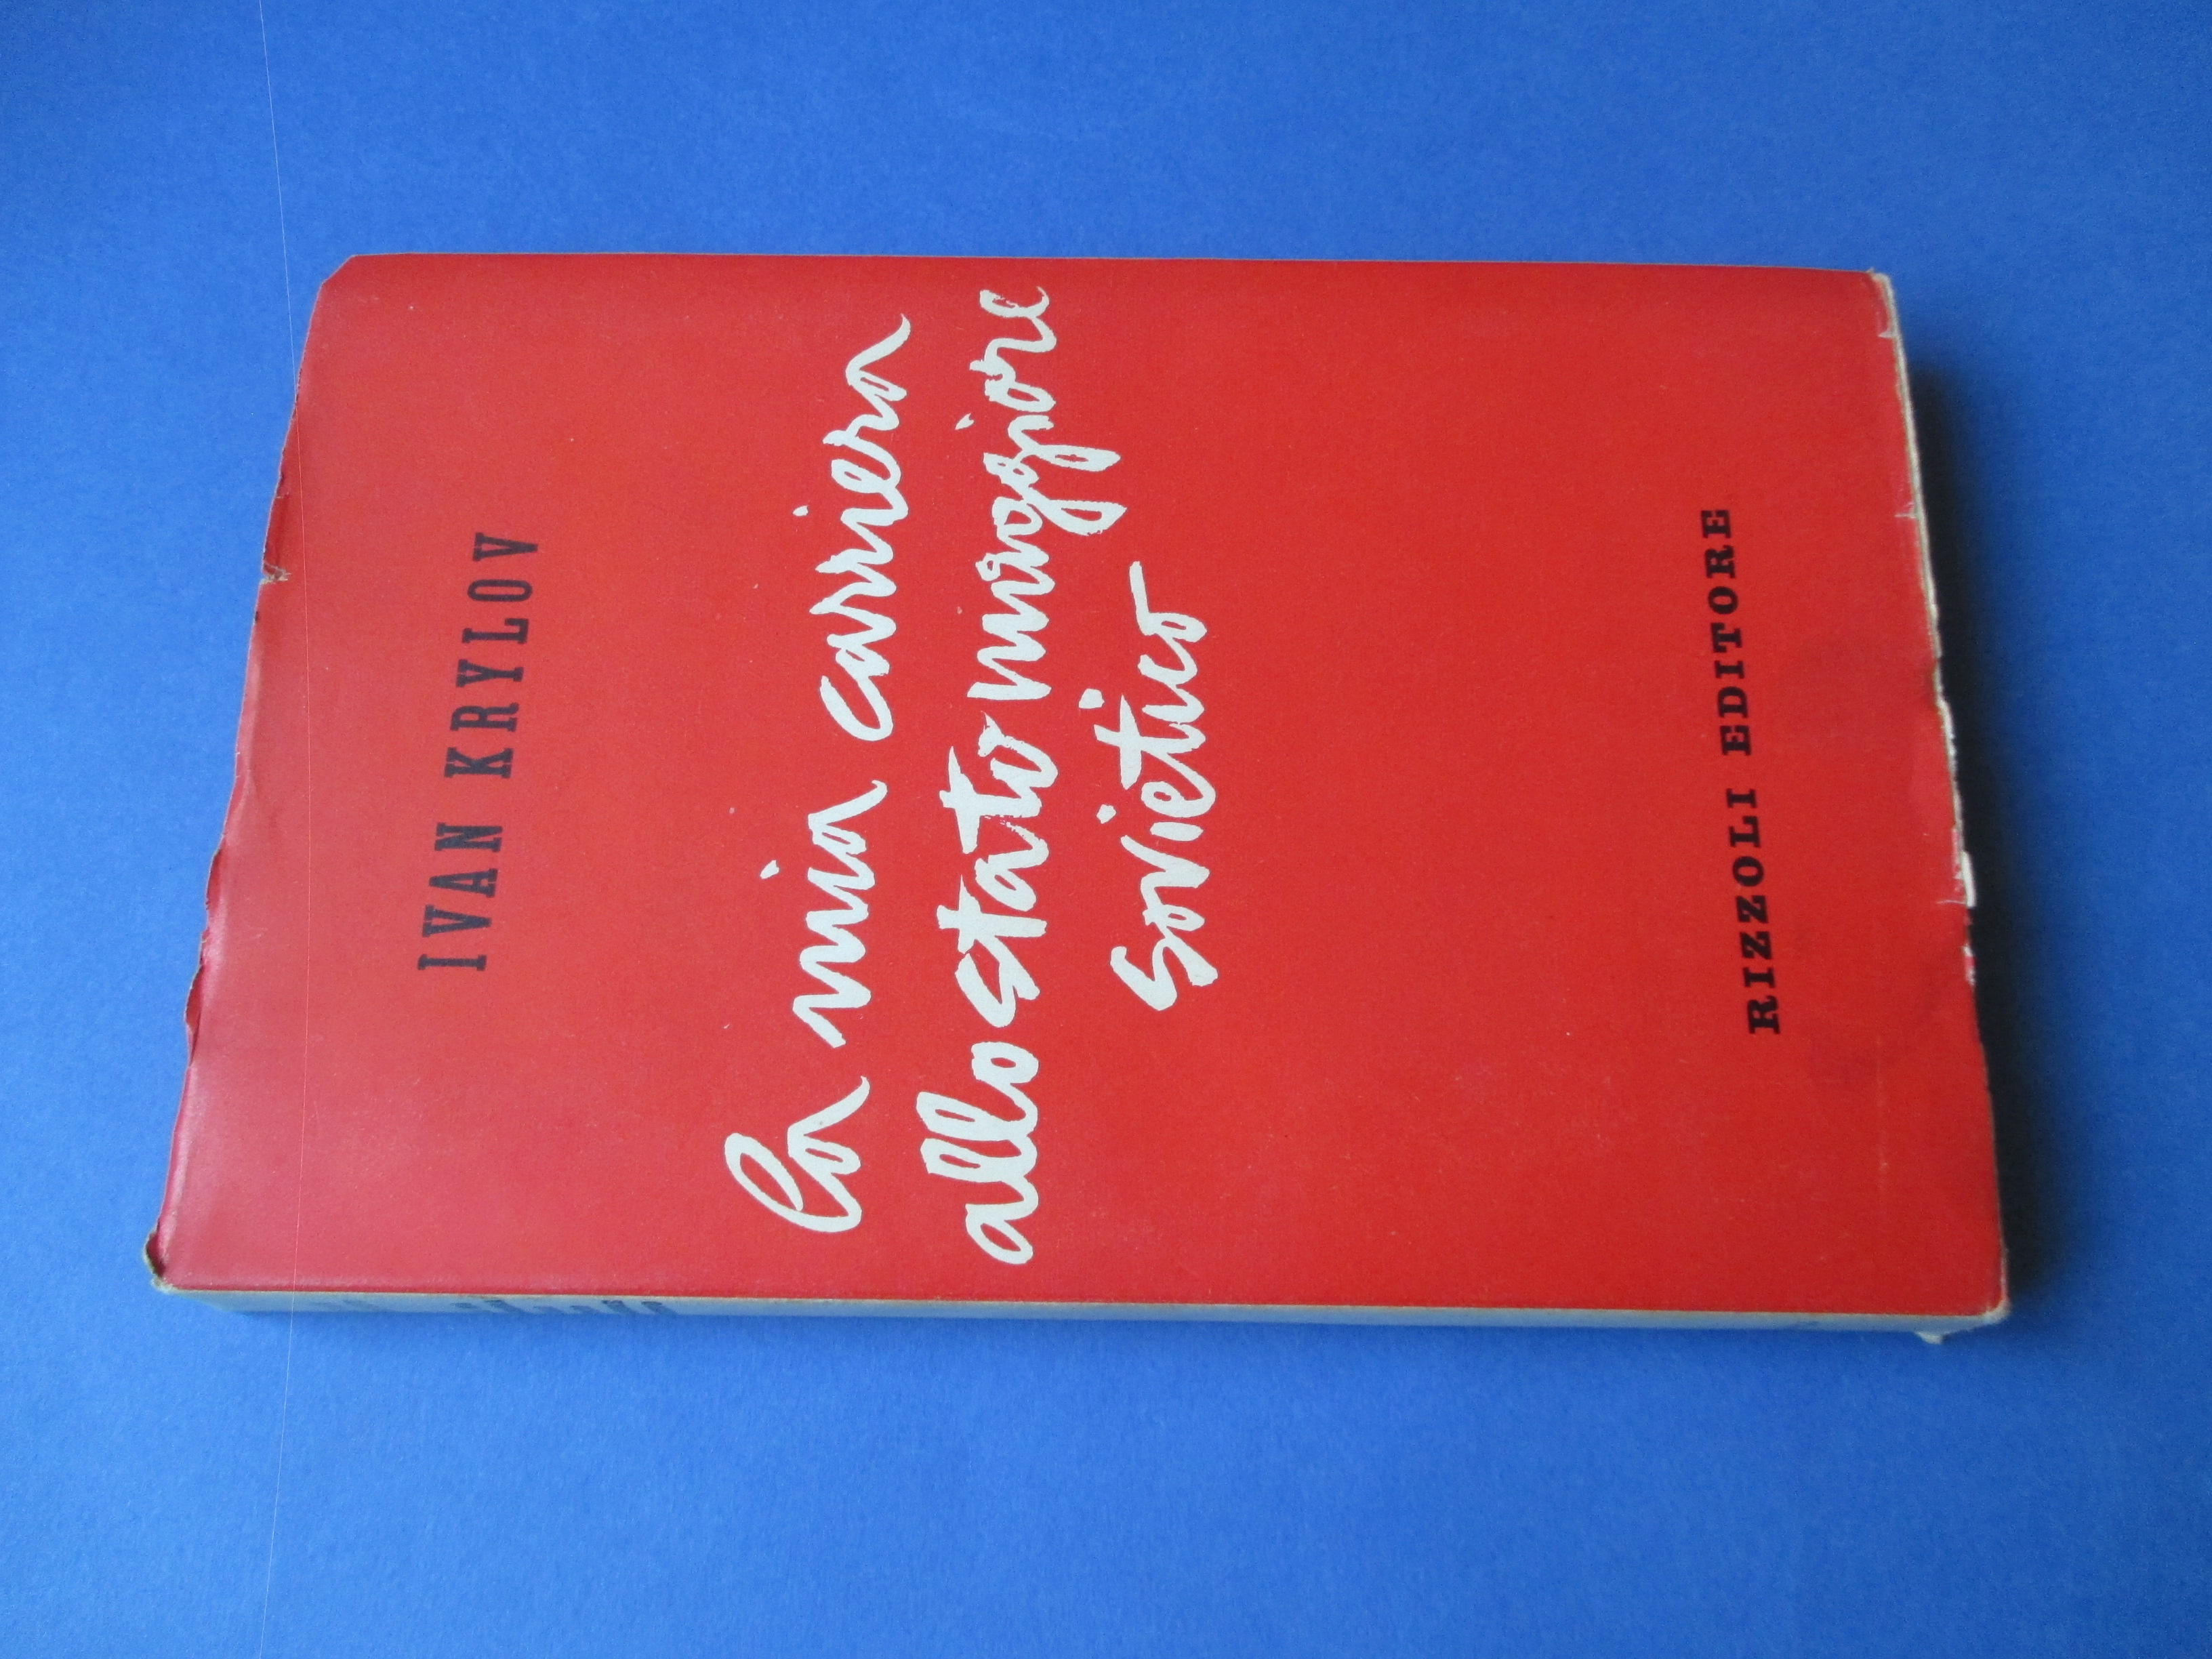 IVAN KRYLOV
la mia carriera
allo stato maggiore
sovietico
RIZZOLI EDITORE